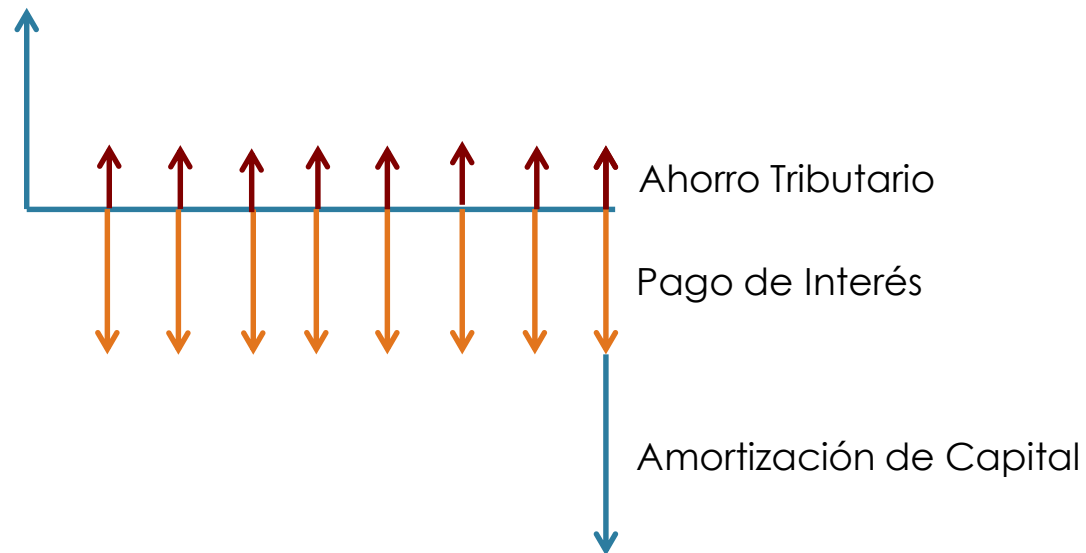 Ahorro Tributario
Pago de Interés
Amortización de Capital